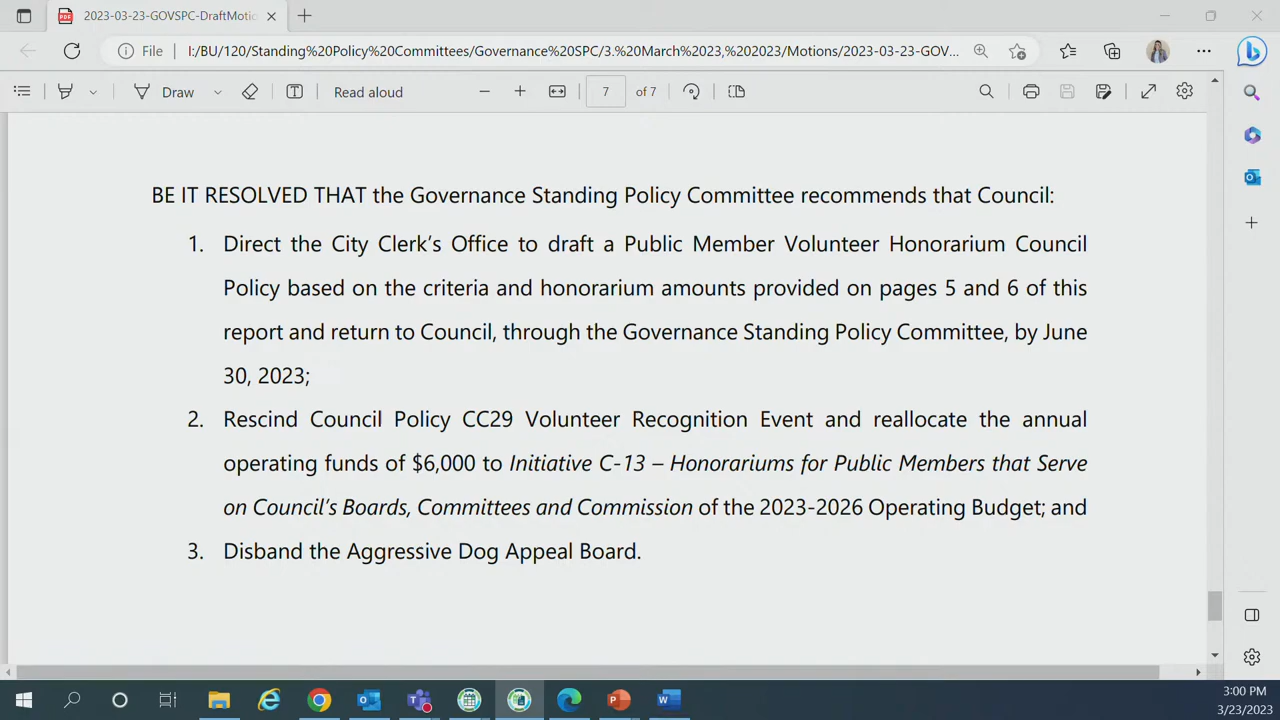 2023-03-23-GOVSPC-DraftMotion
File
I:/BU/120/Standing%20Policy%20Committees/Governance%20SPC/3.%20March%2023,%202023/Motions/2023-03-23-GOV...
Draw
Read aloud
7
of 7
BE IT RESOLVED THAT the Governance Standing Policy Committee recommends that Council:
1. Direct the City Clerk's Office to draft a Public Member Volunteer Honorarium Council
Policy based on the criteria and honorarium amounts provided on pages 5 and 6 of this
report and return to Council, through the Governance Standing Policy Committee, by June
30, 2023;
2. Rescind Council Policy CC29 Volunteer Recognition Event and reallocate the annual
operating funds of $6,000 to Initiative C-13 – Honorariums for Public Members that Serve
on Council's Boards, Committees and Commission of the 2023-2026 Operating Budget; and
3. Disband the Aggressive Dog Appeal Board.
3:00 PM
3/23/2023